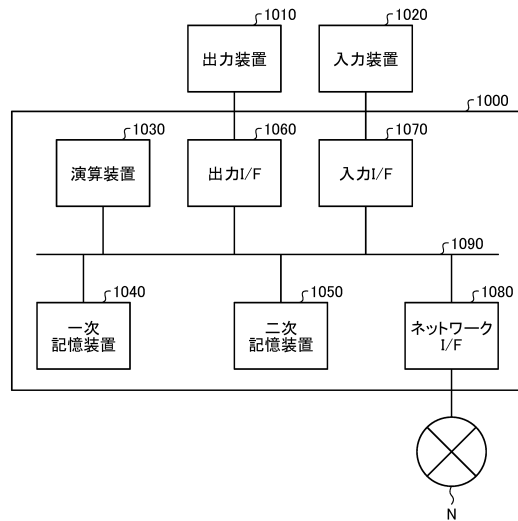 1010
1020
出力装置
入力装置
1000
1030
1060
1070
演算装置
出力I/F
入力I/F
1090
1040
1050
1080
一次
記憶装置
二次
記憶装置
ネットワーク
I/F
N